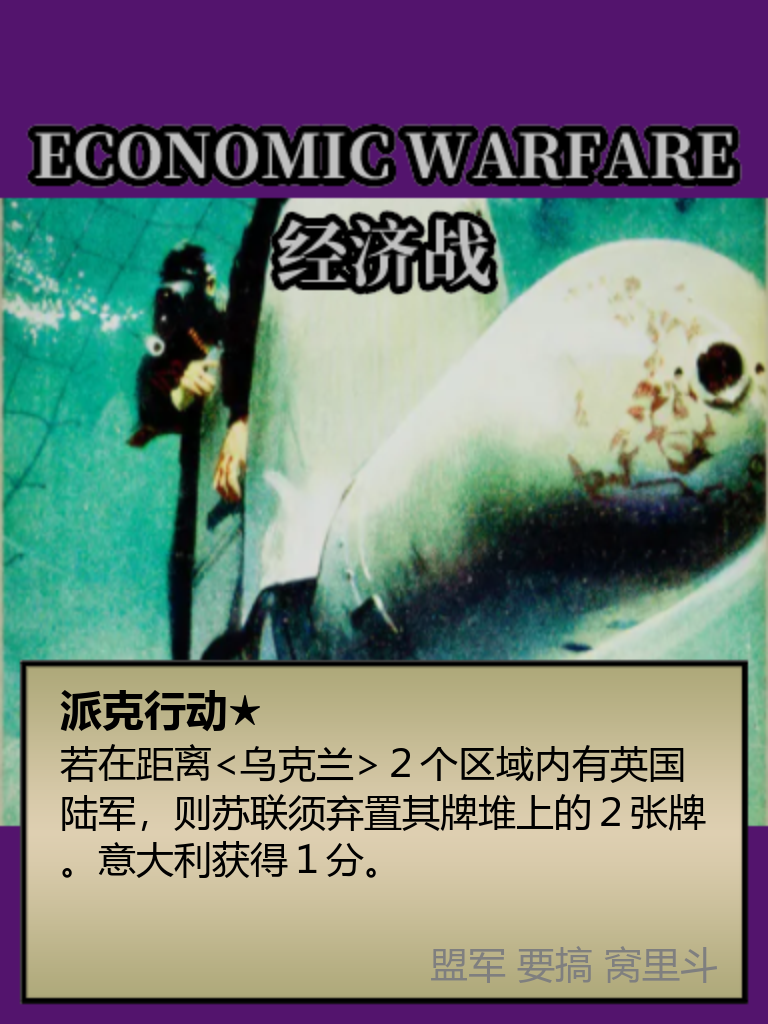 ECONOMIC WARFARE
经济战
派克行动★
若在距离<乌克兰>２个区域内有英国
陆军，则苏联须弃置其牌堆上的２张牌
。意大利获得１分。
盟军 要搞 窝里斗